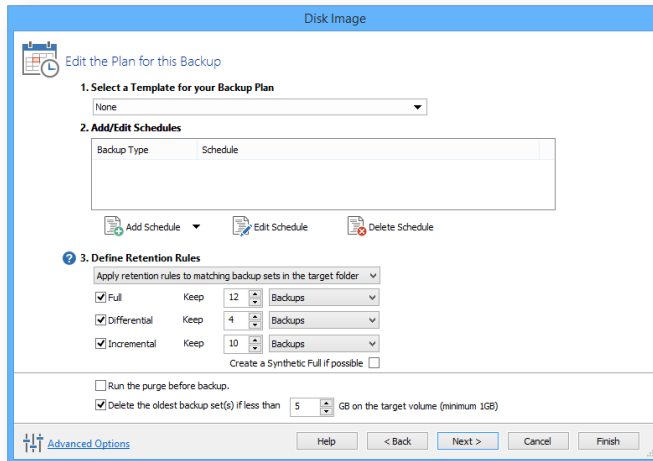 Disk Image
Edit the Plan for this Backup
1. Select a Template for your Backup Plan
None
2. Add/Edit Schedules
Backup Type Schedule
Add Schedule Edit Schedule Delete Schedule
? 3. Define Retention Rules
Apply retention rules to matching backup sets in the target folder
Full Keep 12 Backups
Differential Keep 4 Backups
Incremental Keep 10 Backups
Create a Synthetic Full if possible
Run the purge before backup.
Delete the oldest backup set(s) if less than 5 GB on the target volume (minimum 1GB)
Advanced Options Help < Back Next > Cancel Finish